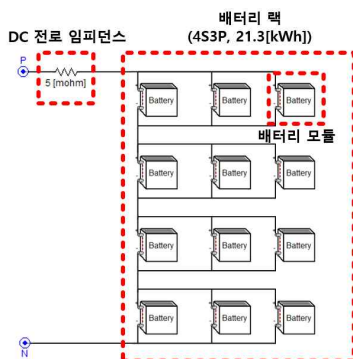 배터리 랙
DC 전로 임피던스
(4S3P, 21.3[kWh])
P
5 [mohm]
Battery
Battery
Battery
배터리 모듈
Battery
Battery
Battery
Battery
Battery
Battery
Battery
Battery
Battery
N